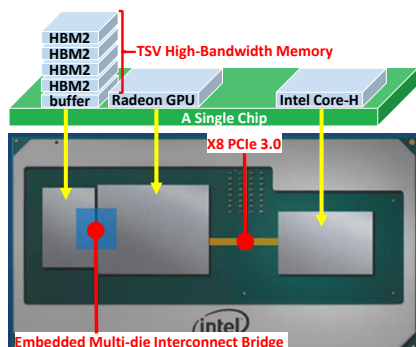 HBM2
HBM2
HBM2
HBM2
buffer
TSV High-Bandwidth Memory
Radeon GPU
Intel Core-H
A Single Chip
X8 PCIe 3.0
intel
Embedded Multi-die Interconnect Bridge